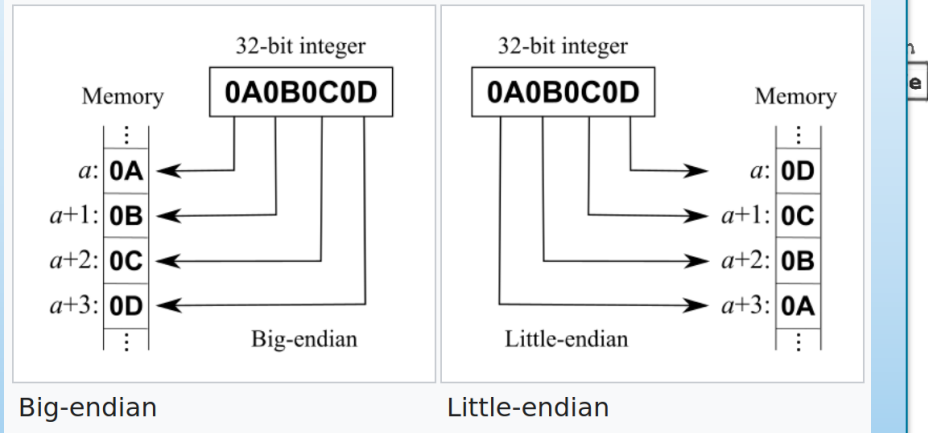 32-bit integer
0A0B0C0D
Memory
⋮
a: 0A
a+1: 0B
a+2: 0C
a+3: 0D
⋮
Big-endian
32-bit integer
0A0B0C0D
Memory
⋮
a: 0D
a+1: 0C
a+2: 0B
a+3: 0A
⋮
Little-endian
Big-endian
Little-endian
e